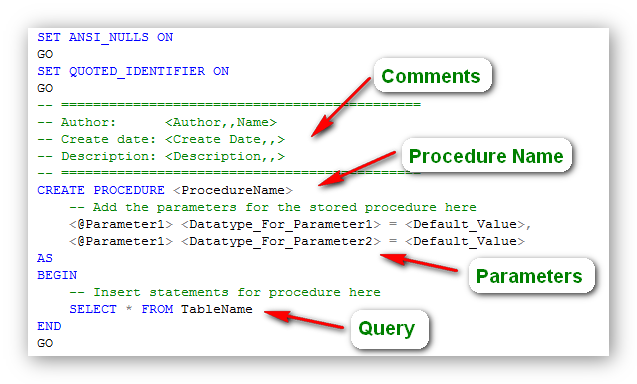 SET ANSI_NULLS ON
GO
SET QUOTED_IDENTIFIER ON
GO
-- =============================================
-- Author:      <Author,,Name>
-- Create date: <Create Date,,>
-- Description: <Description,,>
-- =============================================
CREATE PROCEDURE <ProcedureName>
    -- Add the parameters for the stored procedure here
    <@Parameter1> <Datatype_For_Parameter1> = <Default_Value>,
    <@Parameter1> <Datatype_For_Parameter2> = <Default_Value>
AS
BEGIN
    -- Insert statements for procedure here
    SELECT * FROM TableName
END
GO
Comments
Procedure Name
Parameters
Query